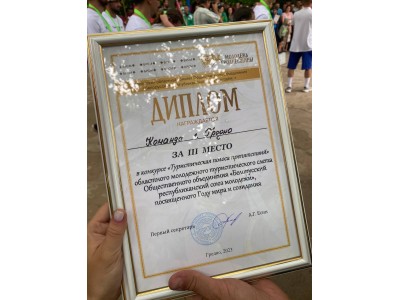 ДИПЛОМ
НАГРАЖДАЕТСЯ
Команда г. Гродно
ЗА III МЕСТО
в конкурсе «Туристическая полоса препятствий»
областного молодежного туристического слета
Общественного объединения «Белорусский
республиканский союз молодежи»,
посвященного Году мира и созидания
Первый секретарь
Гродно, 2023